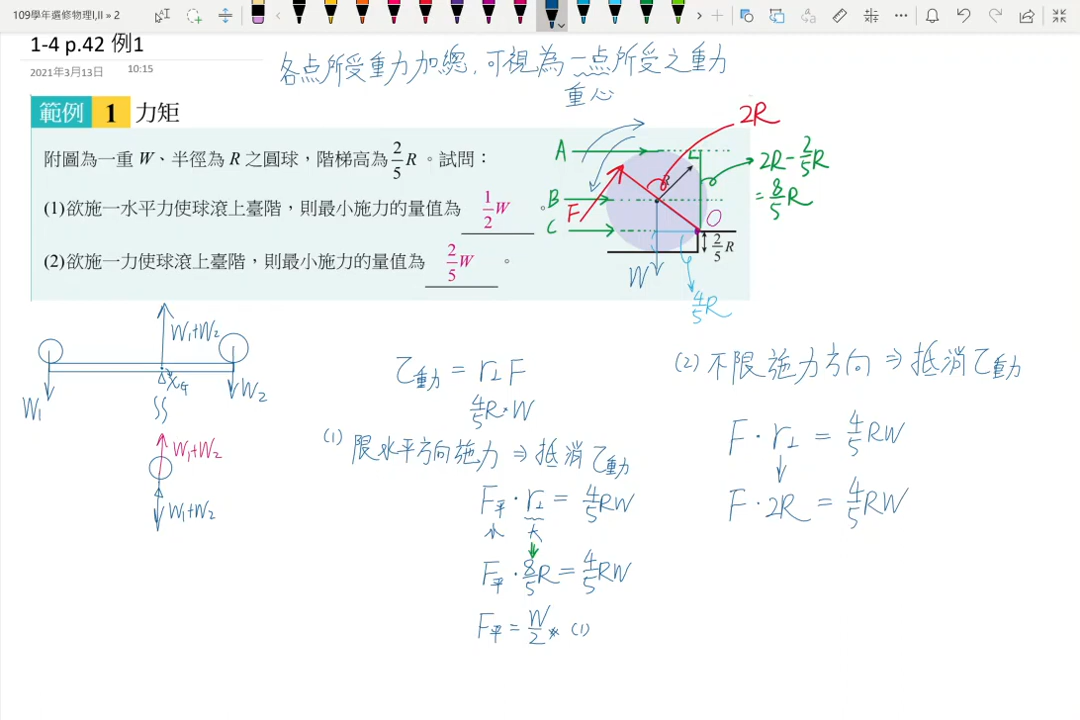 109學年選修物理I,II » 2
1-4 p.42 例1
2021年3月13日 10:15
各点所受重力加總,可視為一点所受之重力
重心
範例 1 力矩
附圖為一重 W、半徑為 R 之圓球,階梯高為 2/5 R。試問:
(1)欲施一水平力使球滾上臺階,則最小施力的量值為 1/2 W 。
(2)欲施一力使球滾上臺階,則最小施力的量值為 2/5 W 。
2R
A
2R - 2/5 R
= 8/5 R
B
R
F
C
O
2/5 R
W
4/5 R
W₁+W₂
W₁
X_G
W₂
W₁+W₂
W₁+W₂
τ動 = r⊥ F
4/5 R·W
(1) 限水平方向施力 ⇒ 抵消 τ動
F平 · r⊥ = 4/5 RW
小 大
F平 · 8/5 R = 4/5 RW
F平 = W/2 (1)
(2) 不限施力方向 ⇒ 抵消 τ動
F · r⊥ = 4/5 RW
F · 2R = 4/5 RW